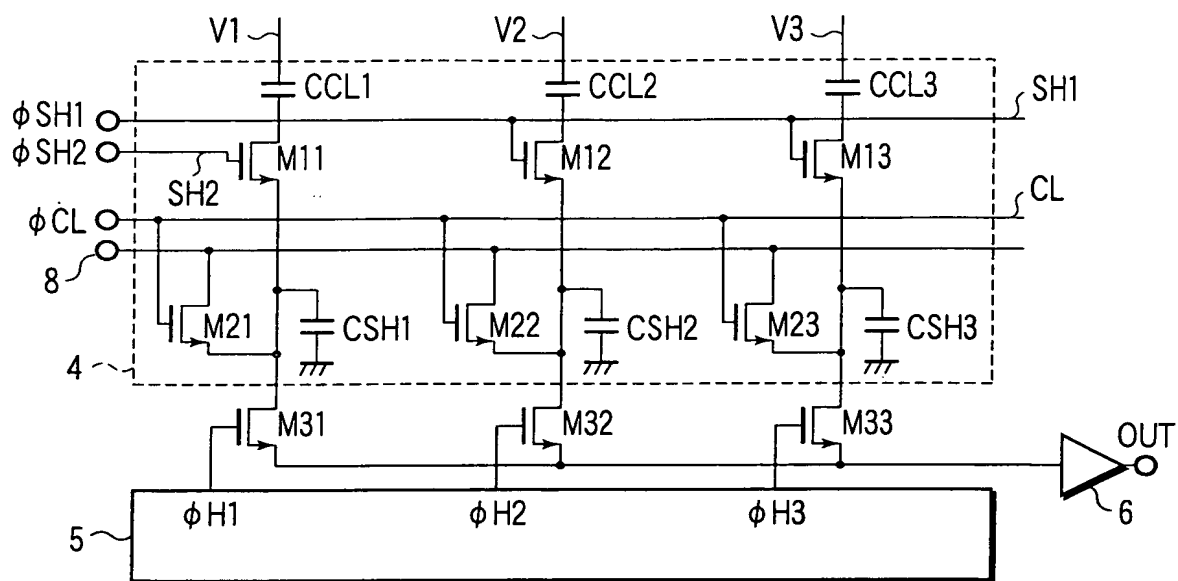 V1 V2 V3
CCL1 CCL2 CCL3
SH1
φSH1
φSH2
M11 M12 M13
SH2
φCL
CL
8
M21 CSH1 M22 CSH2 M23 CSH3
4
M31 M32 M33
OUT
φH1 φH2 φH3
6
5